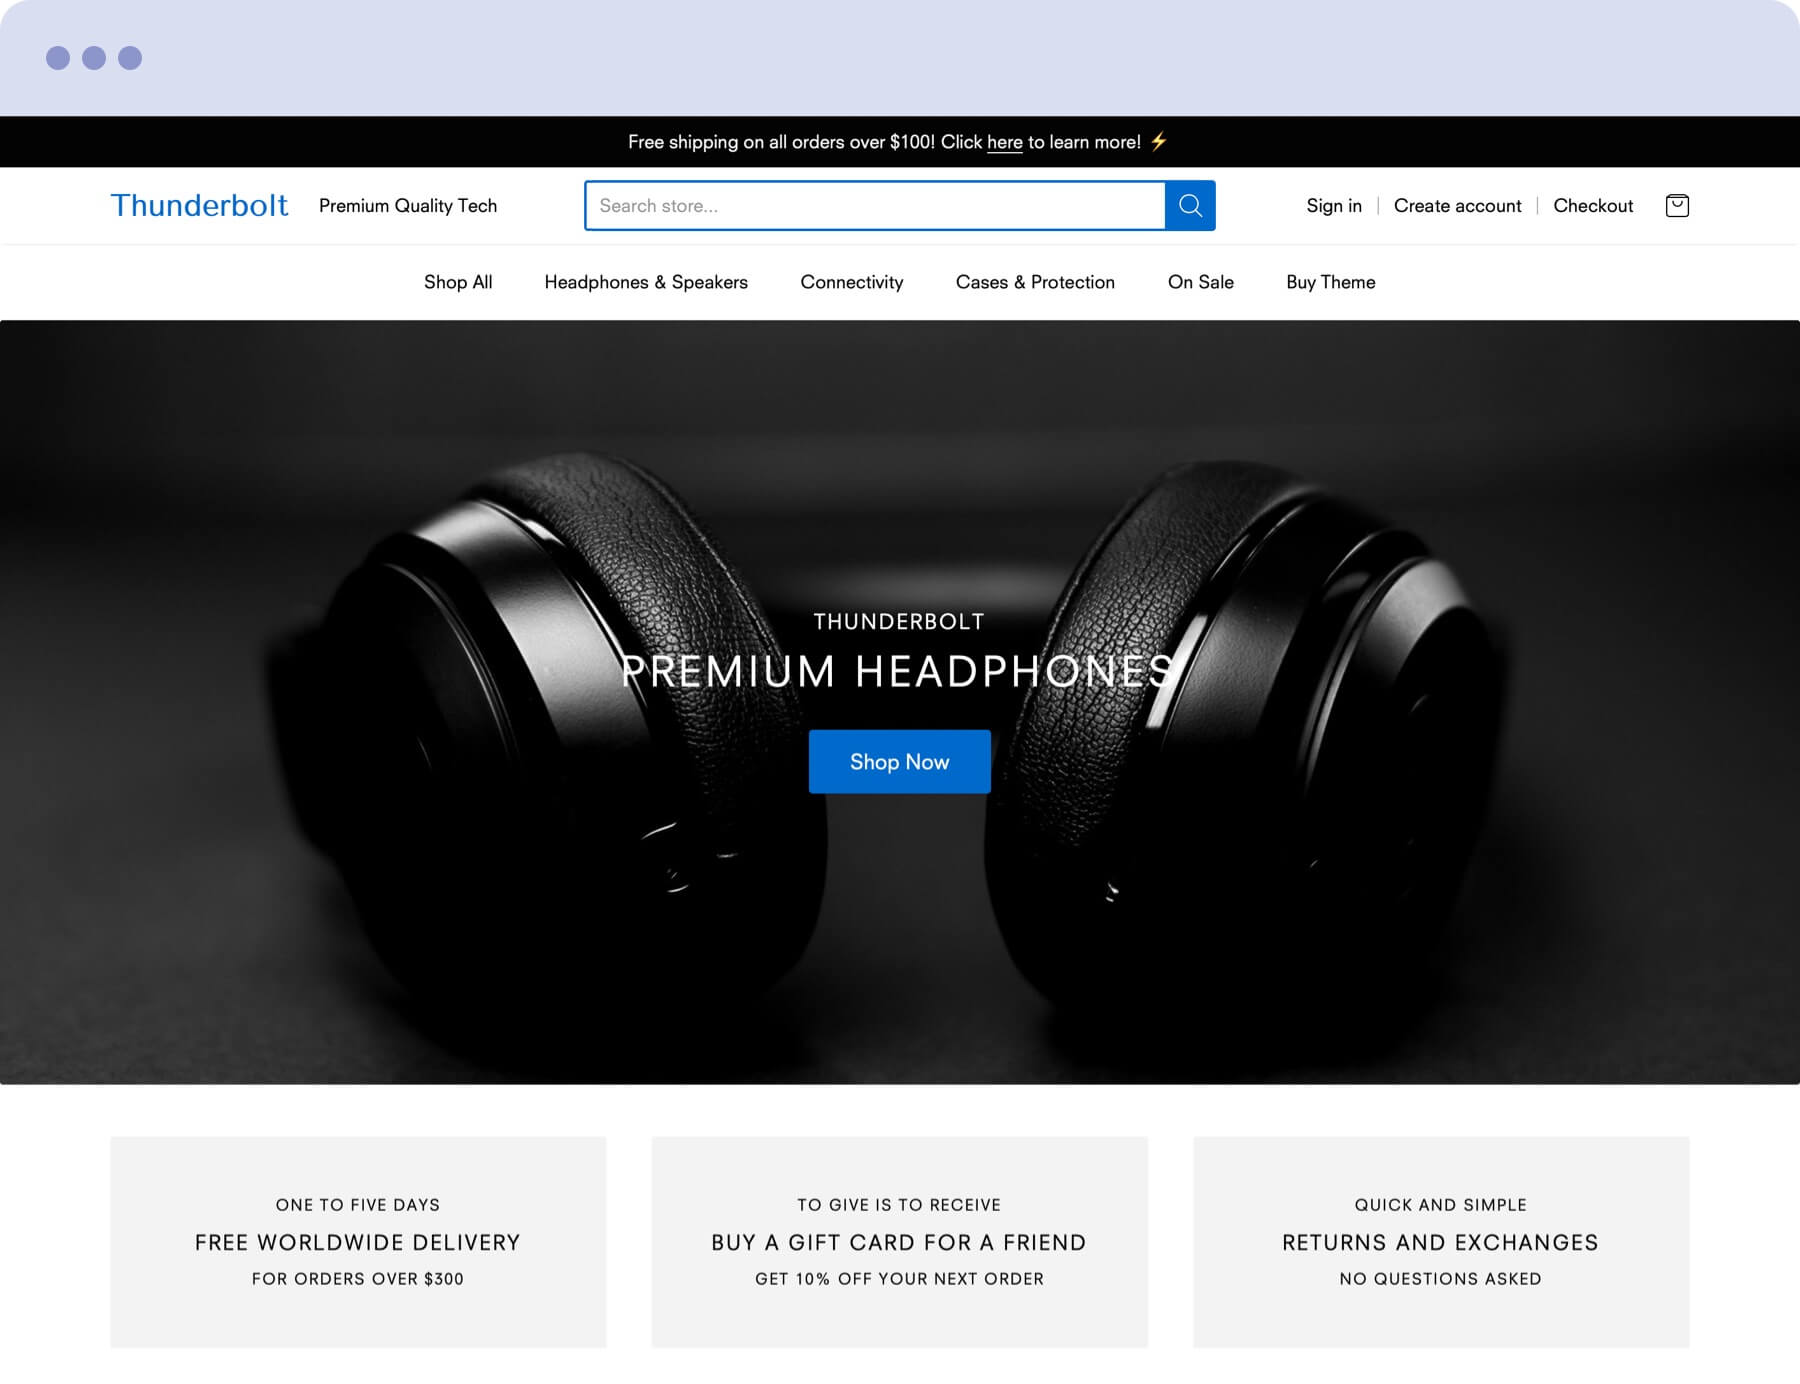 Free shipping on all orders over $100! Click here to learn more! ⚡
Thunderbolt Premium Quality Tech Search store... Sign in | Create account | Checkout
Shop All Headphones & Speakers Connectivity Cases & Protection On Sale Buy Theme
THUNDERBOLT
PREMIUM HEADPHONES
Shop Now
ONE TO FIVE DAYS
FREE WORLDWIDE DELIVERY
FOR ORDERS OVER $300
TO GIVE IS TO RECEIVE
BUY A GIFT CARD FOR A FRIEND
GET 10% OFF YOUR NEXT ORDER
QUICK AND SIMPLE
RETURNS AND EXCHANGES
NO QUESTIONS ASKED